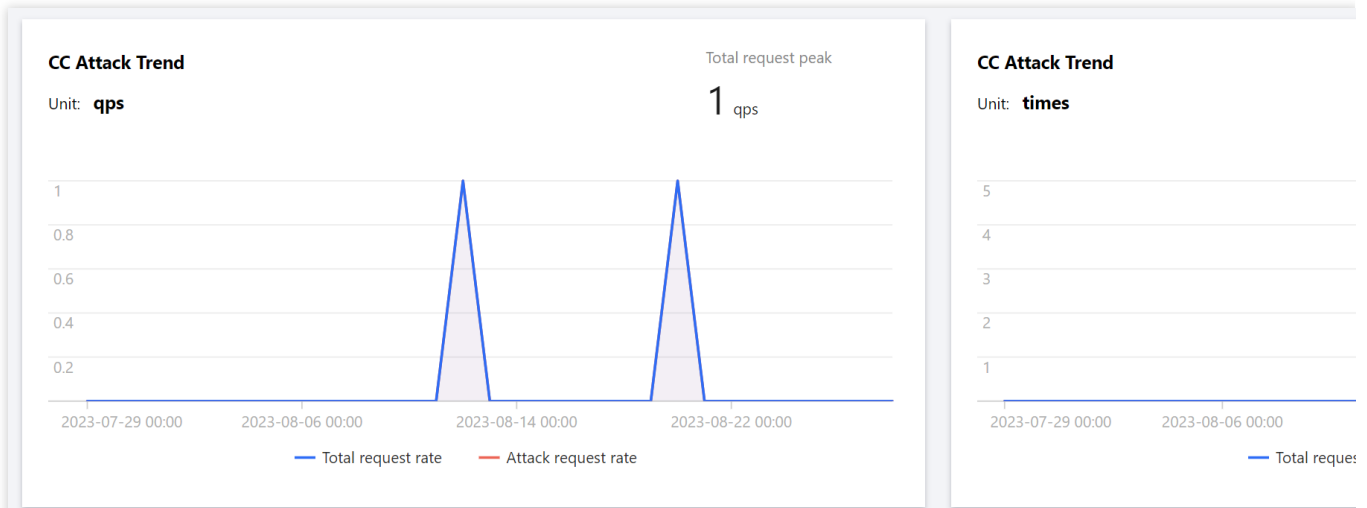 CC Attack Trend
Total request peak
Unit: qps
1 qps
1
0.8
0.6
0.4
0.2
2023-07-29 00:00 2023-08-06 00:00 2023-08-14 00:00 2023-08-22 00:00
Total request rate Attack request rate
CC Attack Trend
Unit: times
5
4
3
2
1
2023-07-29 00:00 2023-08-06 00:00
Total reques